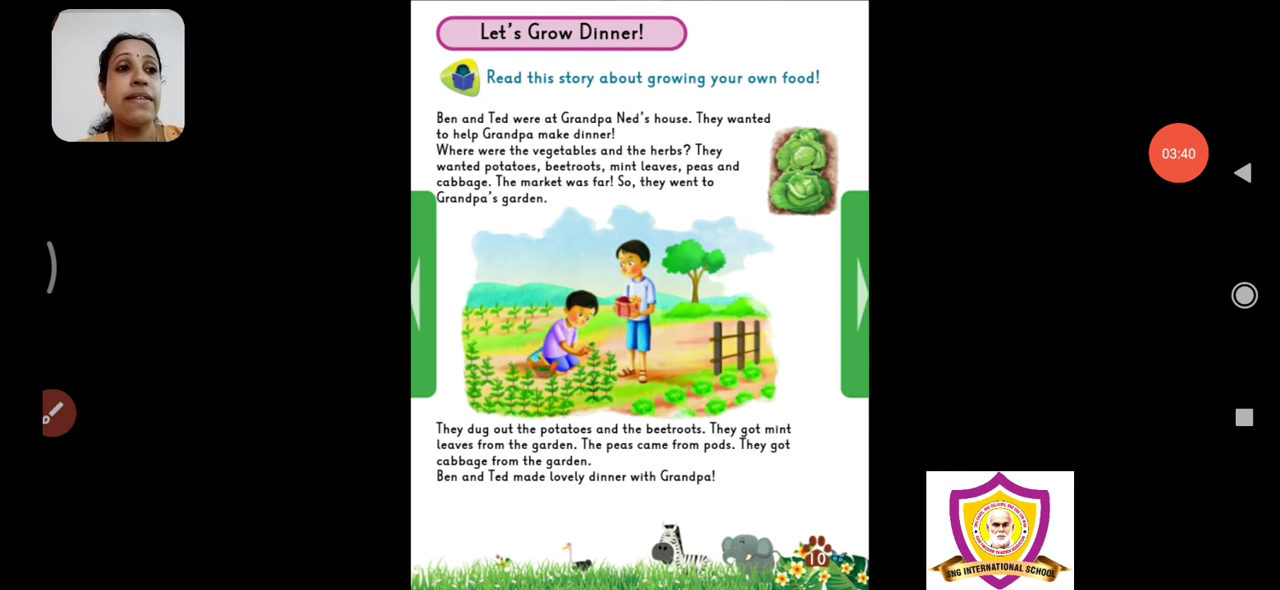 Let's Grow Dinner!
Read this story about growing your own food!
Ben and Ted were at Grandpa Ned's house. They wanted
to help Grandpa make dinner!
Where were the vegetables and the herbs? They
wanted potatoes, beetroots, mint leaves, peas and
cabbage. The market was far! So, they went to
Grandpa's garden.
They dug out the potatoes and the beetroots. They got mint
leaves from the garden. The peas came from pods. They got
cabbage from the garden.
Ben and Ted made lovely dinner with Grandpa!
10
03:40
SNG INTERNATIONAL SCHOOL